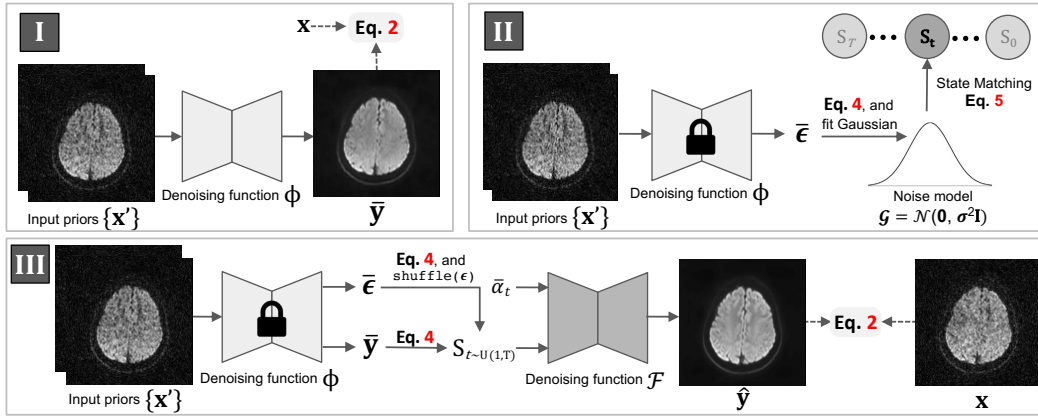 I
x
Eq. 2
Denoising function ϕ
Input priors {x'}
ȳ
II
S_T ••• S_t ••• S_0
State Matching
Eq. 5
Eq. 4, and
fit Gaussian
ϵ̄
Denoising function ϕ
Input priors {x'}
Noise model
𝒢 = 𝒩(0, σ²I)
III
Eq. 4, and
shuffle(ϵ)
ϵ̄
ᾱ_t
ȳ
Eq. 4
S_{t~U(1,T)}
Eq. 2
Denoising function ϕ
Denoising function ℱ
Input priors {x'}
ŷ
x